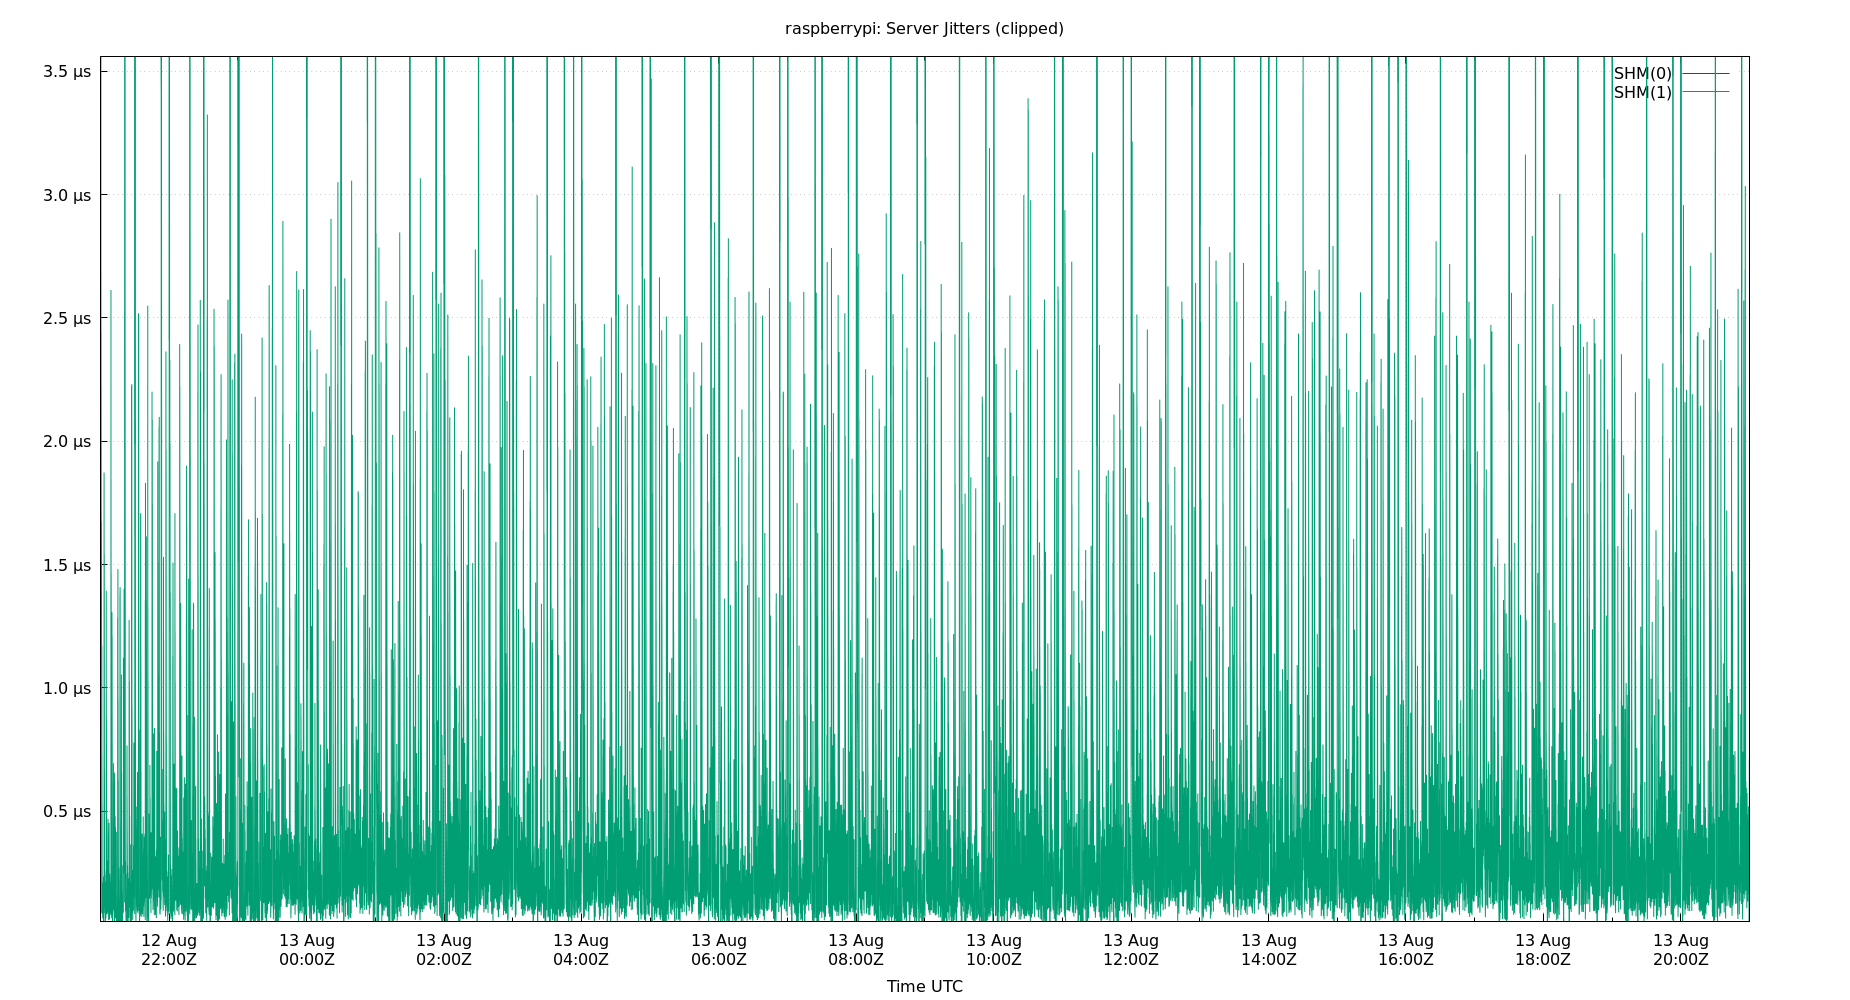 raspberrypi: Server Jitters (clipped)
3.5 µs
3.0 µs
2.5 µs
2.0 µs
1.5 µs
1.0 µs
0.5 µs
SHM(0)
SHM(1)
12 Aug
22:00Z
13 Aug
00:00Z
13 Aug
02:00Z
13 Aug
04:00Z
13 Aug
06:00Z
13 Aug
08:00Z
13 Aug
10:00Z
13 Aug
12:00Z
13 Aug
14:00Z
13 Aug
16:00Z
13 Aug
18:00Z
13 Aug
20:00Z
Time UTC